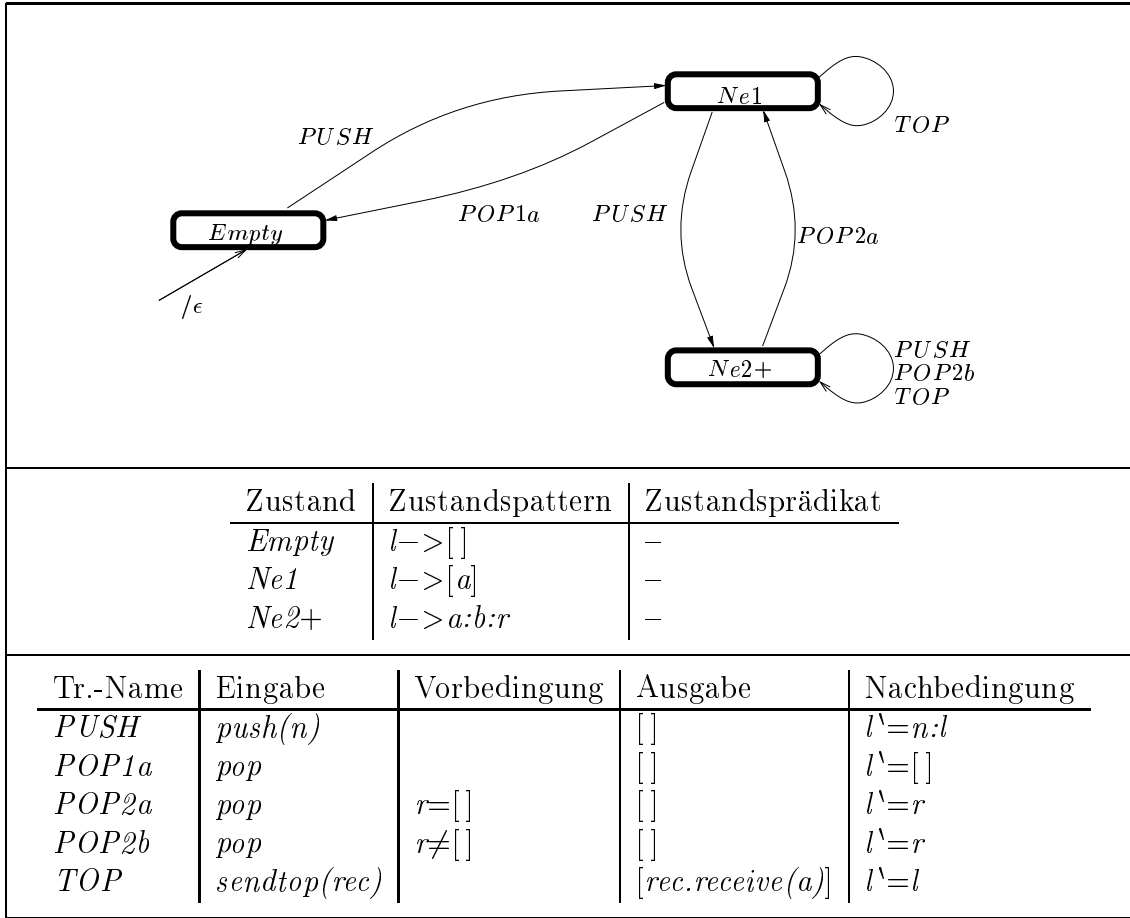 Ne1
TOP
PUSH
POP1a
PUSH
Empty
POP2a
/ϵ
Ne2+
PUSH
POP2b
TOP
Zustand Zustandspattern Zustandsprädikat
Empty l−>[ ] –
Ne1 l−>[a] –
Ne2+ l−>a:b:r –
Tr.-Name Eingabe Vorbedingung Ausgabe Nachbedingung
PUSH push(n) [ ] l‵=n:l
POP1a pop [ ] l‵=[ ]
POP2a pop r=[ ] [ ] l‵=r
POP2b pop r≠[ ] [ ] l‵=r
TOP sendtop(rec) [rec.receive(a)] l‵=l